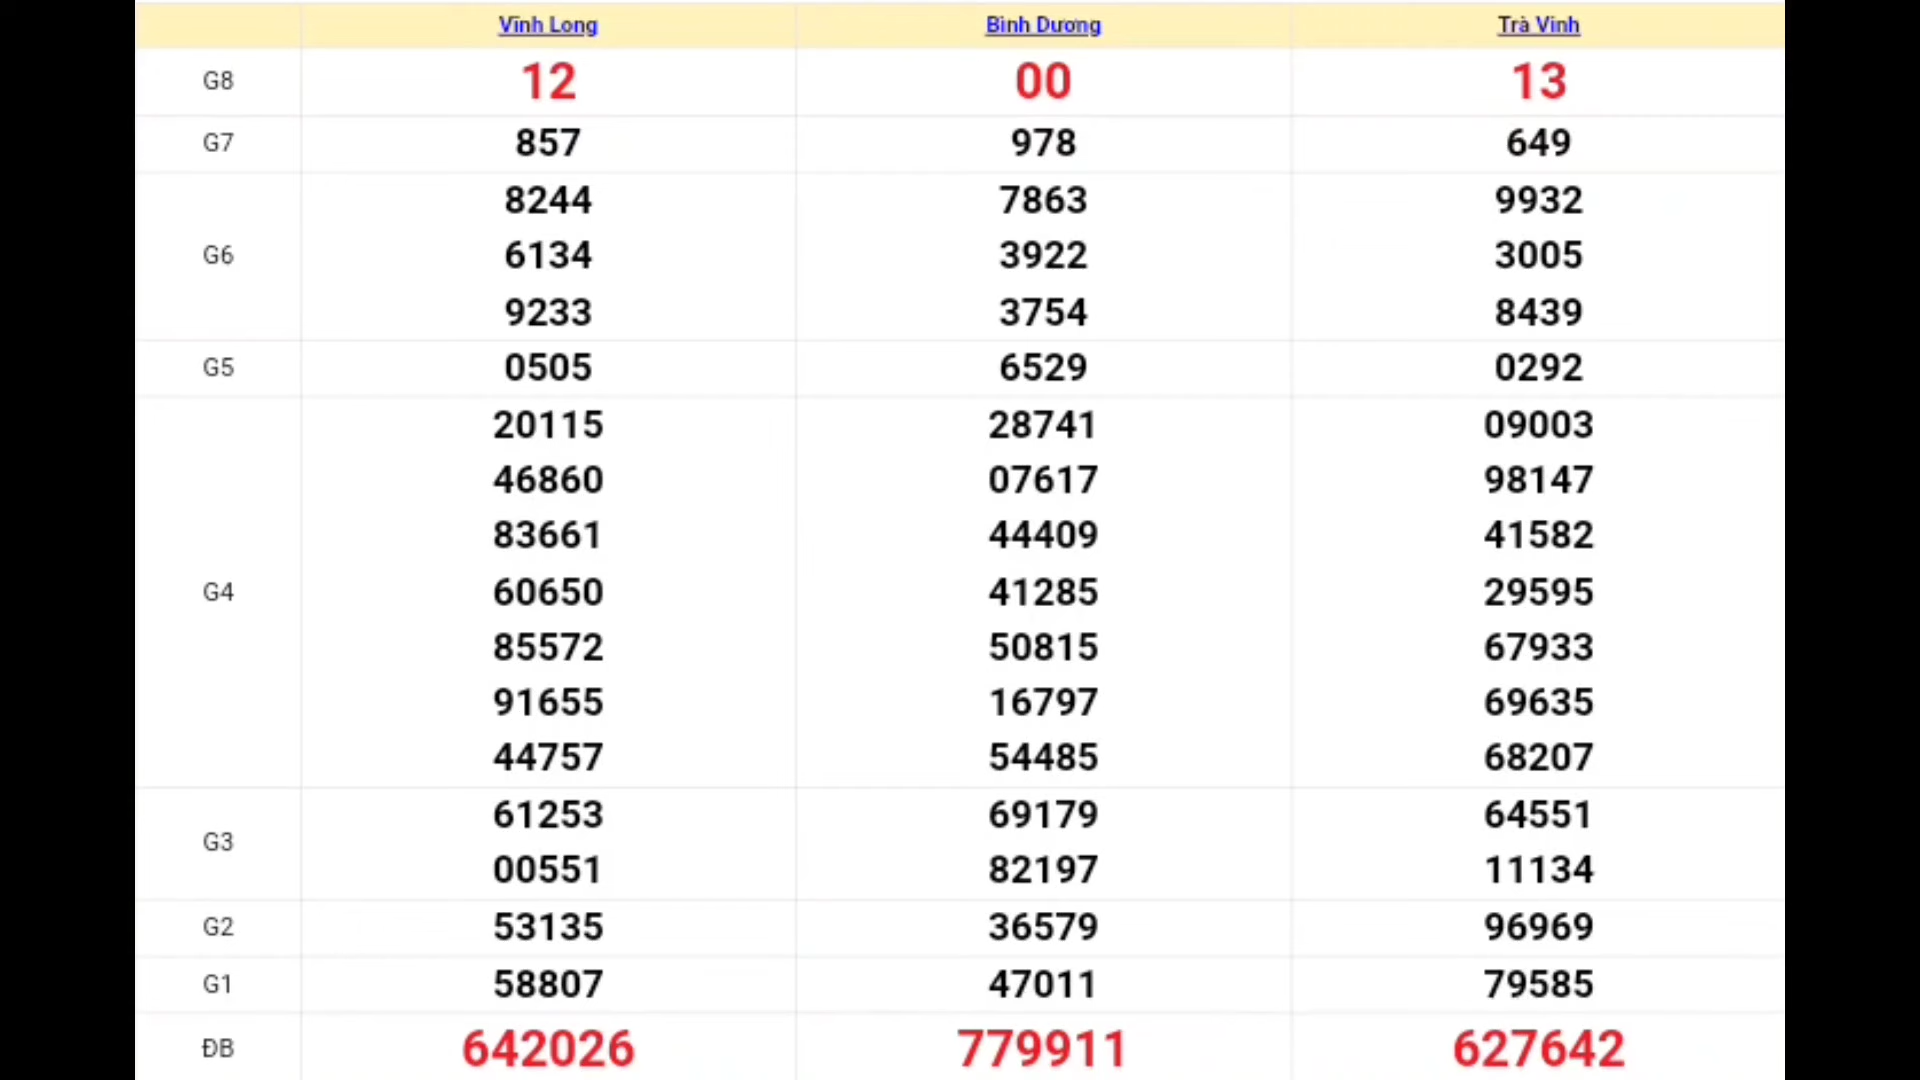 Vĩnh Long Bình Dương Trà Vinh
G8 12 00 13
G7 857 978 649
8244 7863 9932
G6 6134 3922 3005
9233 3754 8439
G5 0505 6529 0292
20115 28741 09003
46860 07617 98147
83661 44409 41582
G4 60650 41285 29595
85572 50815 67933
91655 16797 69635
44757 54485 68207
61253 69179 64551
G3
00551 82197 11134
G2 53135 36579 96969
G1 58807 47011 79585
ĐB 642026 779911 627642